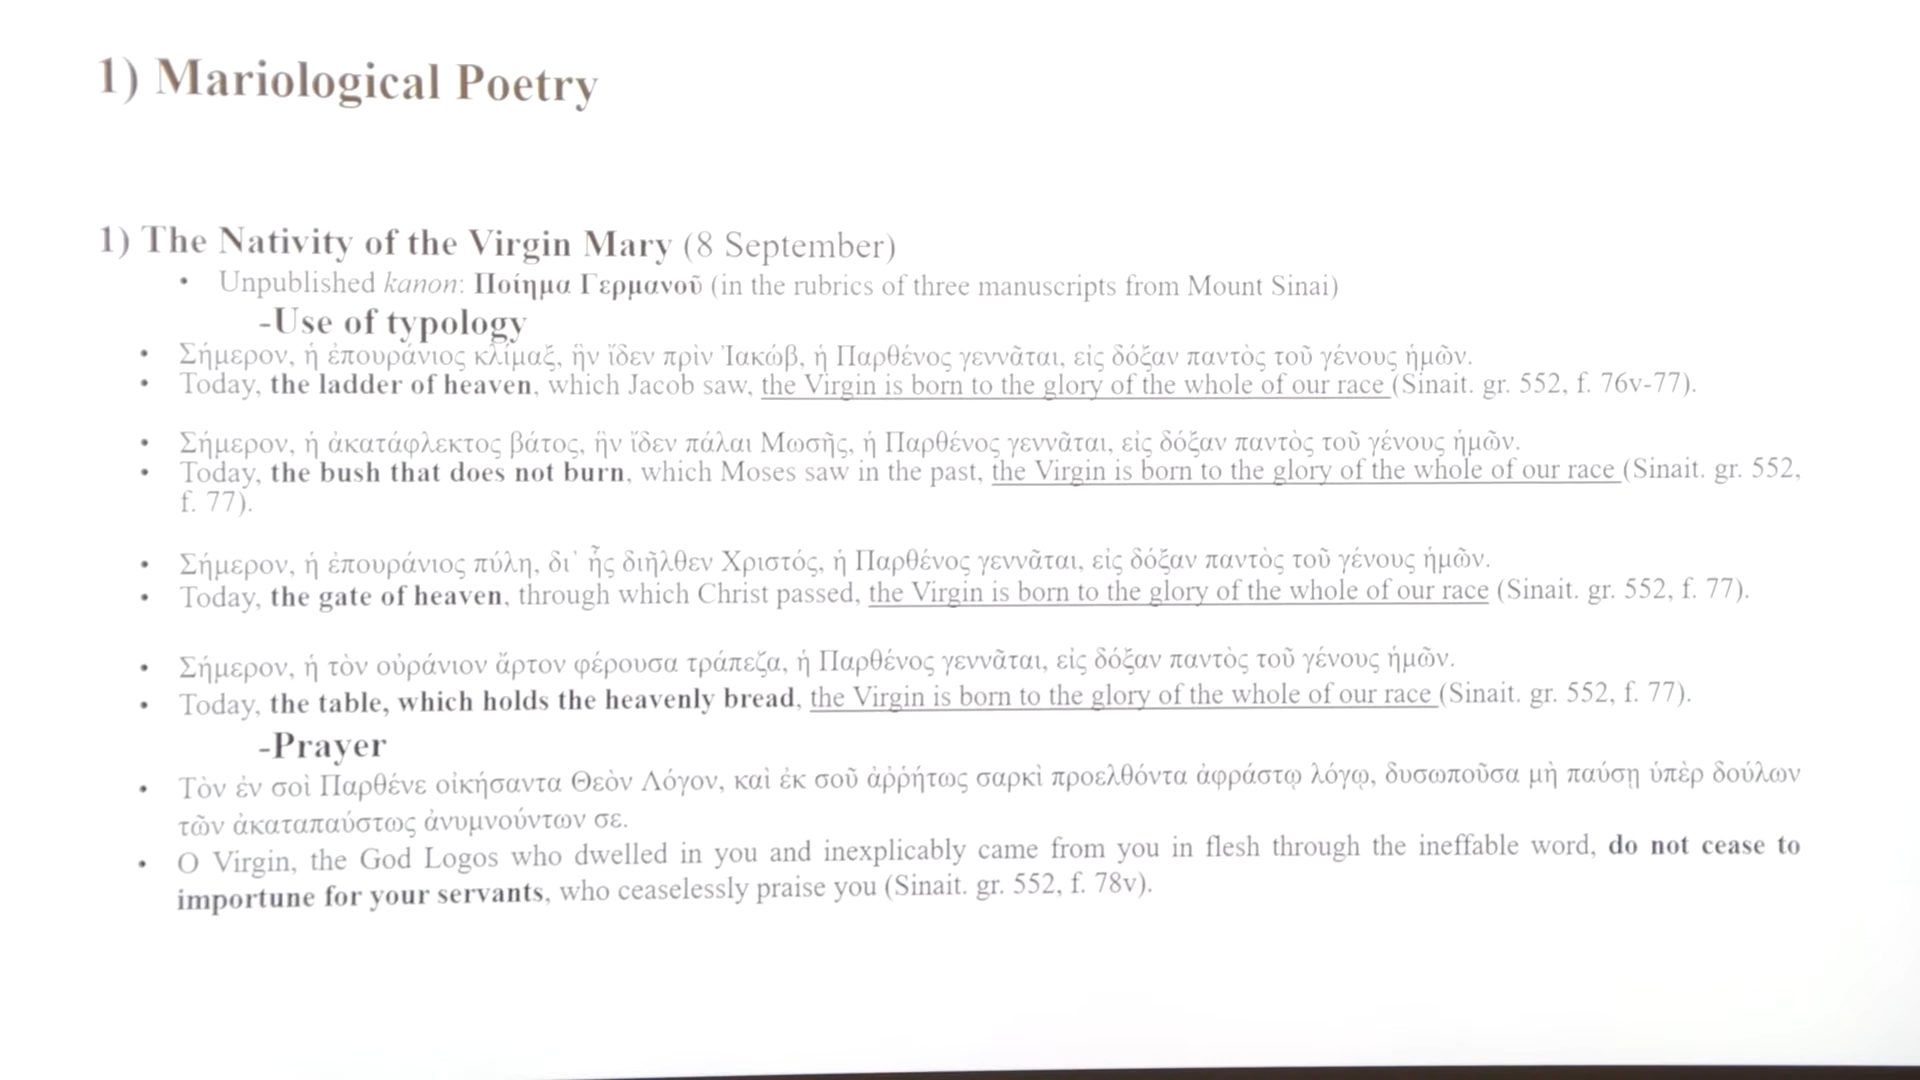 1) Mariological Poetry
1) The Nativity of the Virgin Mary (8 September)
• Unpublished kanon: Ποίημα Γερμανοῦ (in the rubrics of three manuscripts from Mount Sinai)
-Use of typology
• Σήμερον, ἡ ἐπουράνιος κλίμαξ, ἣν ἴδεν πρὶν Ἰακώβ, ἡ Παρθένος γεννᾶται, εἰς δόξαν παντὸς τοῦ γένους ἡμῶν.
• Today, the ladder of heaven, which Jacob saw, the Virgin is born to the glory of the whole of our race (Sinait. gr. 552, f. 76v-77).
• Σήμερον, ἡ ἀκατάφλεκτος βάτος, ἣν ἴδεν πάλαι Μωσῆς, ἡ Παρθένος γεννᾶται, εἰς δόξαν παντὸς τοῦ γένους ἡμῶν.
• Today, the bush that does not burn, which Moses saw in the past, the Virgin is born to the glory of the whole of our race (Sinait. gr. 552,
f. 77).
• Σήμερον, ἡ ἐπουράνιος πύλη, δι᾽ ἧς διῆλθεν Χριστός, ἡ Παρθένος γεννᾶται, εἰς δόξαν παντὸς τοῦ γένους ἡμῶν.
• Today, the gate of heaven, through which Christ passed, the Virgin is born to the glory of the whole of our race (Sinait. gr. 552, f. 77).
• Σήμερον, ἡ τὸν οὐράνιον ἄρτον φέρουσα τράπεζα, ἡ Παρθένος γεννᾶται, εἰς δόξαν παντὸς τοῦ γένους ἡμῶν.
• Today, the table, which holds the heavenly bread, the Virgin is born to the glory of the whole of our race (Sinait. gr. 552, f. 77).
-Prayer
• Τὸν ἐν σοὶ Παρθένε οἰκήσαντα Θεὸν Λόγον, καὶ ἐκ σοῦ ἀῤῥήτως σαρκὶ προελθόντα ἀφράστῳ λόγῳ, δυσωποῦσα μὴ παύσῃ ὑπὲρ δούλων
τῶν ἀκαταπαύστως ἀνυμνούντων σε.
• O Virgin, the God Logos who dwelled in you and inexplicably came from you in flesh through the ineffable word, do not cease to
importune for your servants, who ceaselessly praise you (Sinait. gr. 552, f. 78v).